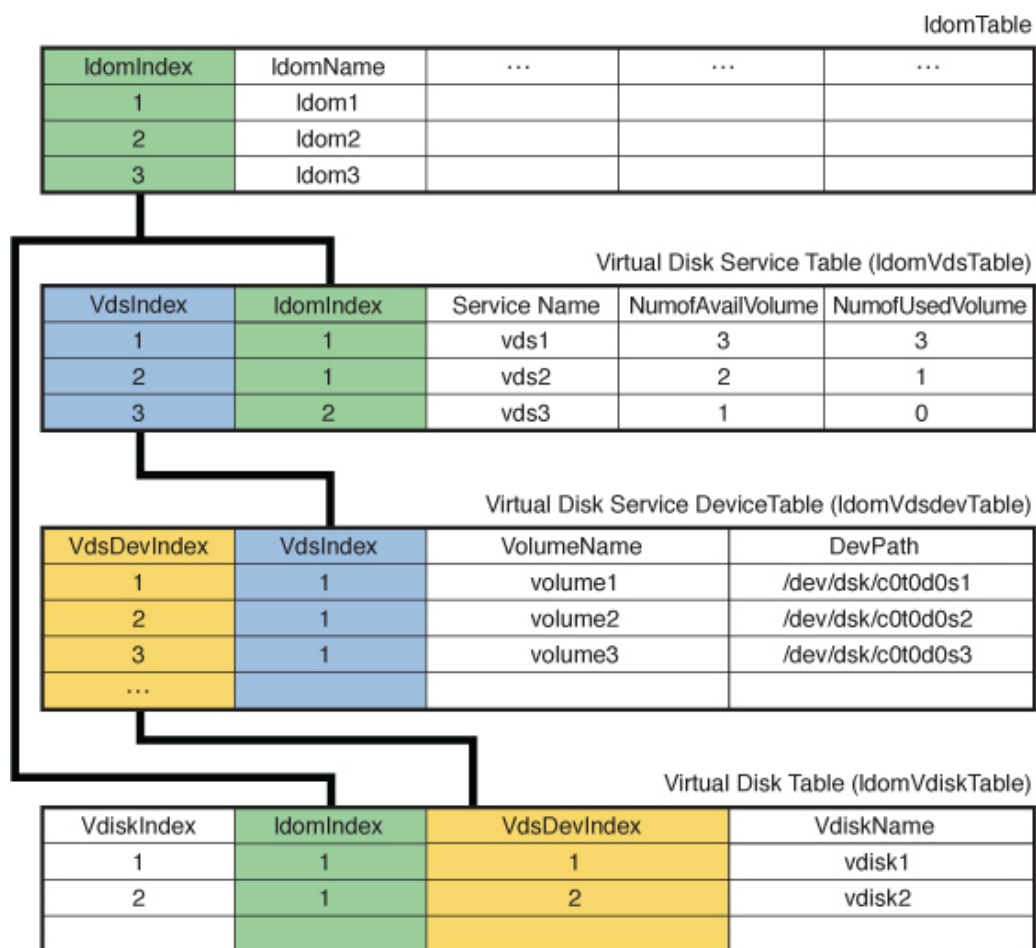 ldomTable
ldomIndex ldomName ... ... ...
1 ldom1
2 ldom2
3 ldom3
Virtual Disk Service Table (ldomVdsTable)
VdsIndex ldomIndex Service Name NumofAvailVolume NumofUsedVolume
1 1 vds1 3 3
2 1 vds2 2 1
3 2 vds3 1 0
Virtual Disk Service DeviceTable (ldomVdsdevTable)
VdsDevIndex VdsIndex VolumeName DevPath
1 1 volume1 /dev/dsk/c0t0d0s1
2 1 volume2 /dev/dsk/c0t0d0s2
3 1 volume3 /dev/dsk/c0t0d0s3
...
Virtual Disk Table (ldomVdiskTable)
VdiskIndex ldomIndex VdsDevIndex VdiskName
1 1 1 vdisk1
2 1 2 vdisk2